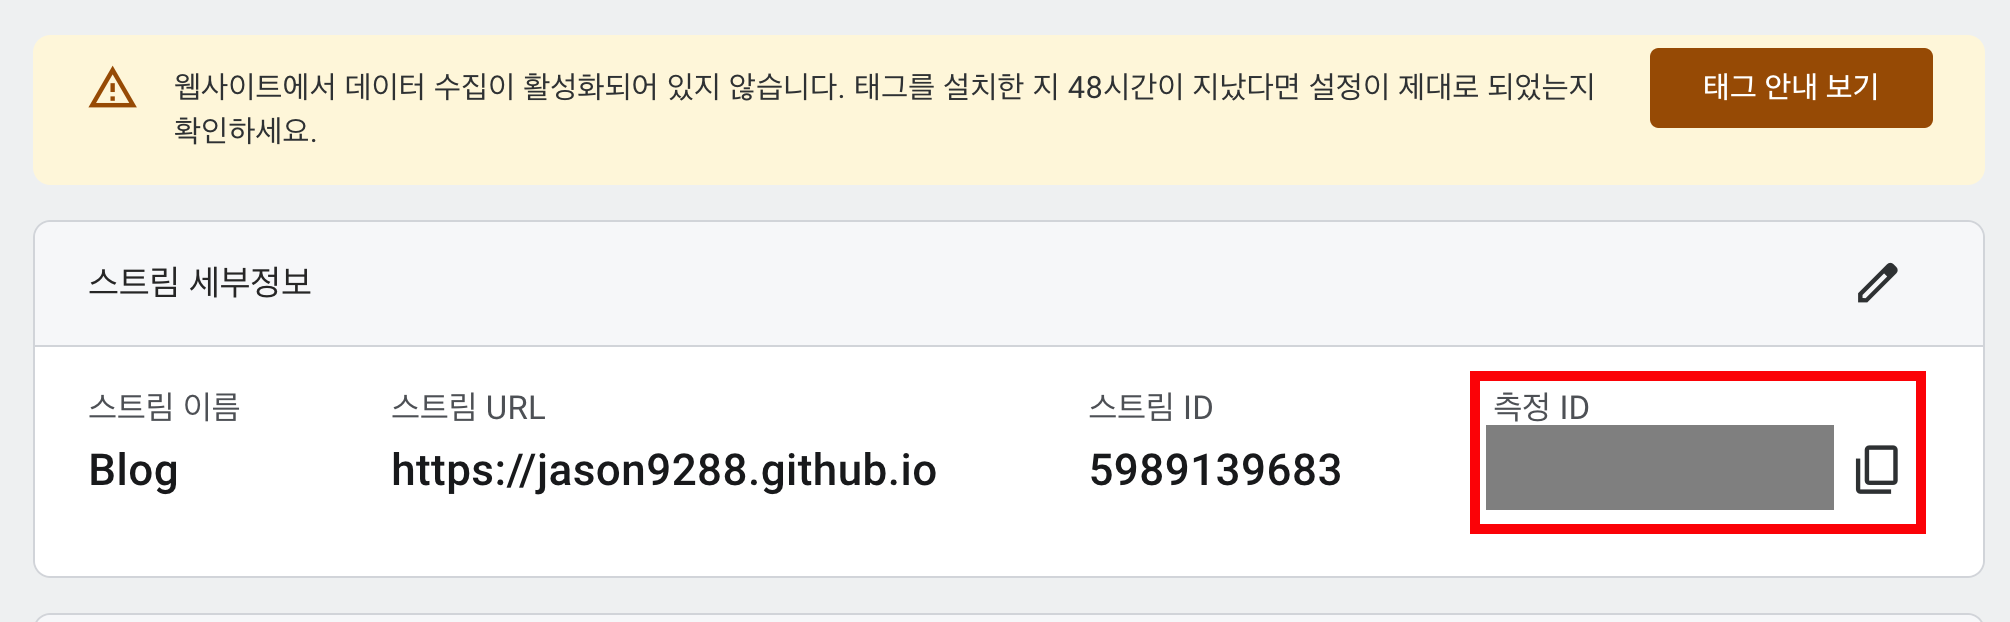 웹사이트에서 데이터 수집이 활성화되어 있지 않습니다. 태그를 설치한 지 48시간이 지났다면 설정이 제대로 되었는지
확인하세요.
태그 안내 보기
스트림 세부정보
스트림 이름
Blog
스트림 URL
https://jason9288.github.io
스트림 ID
5989139683
측정 ID